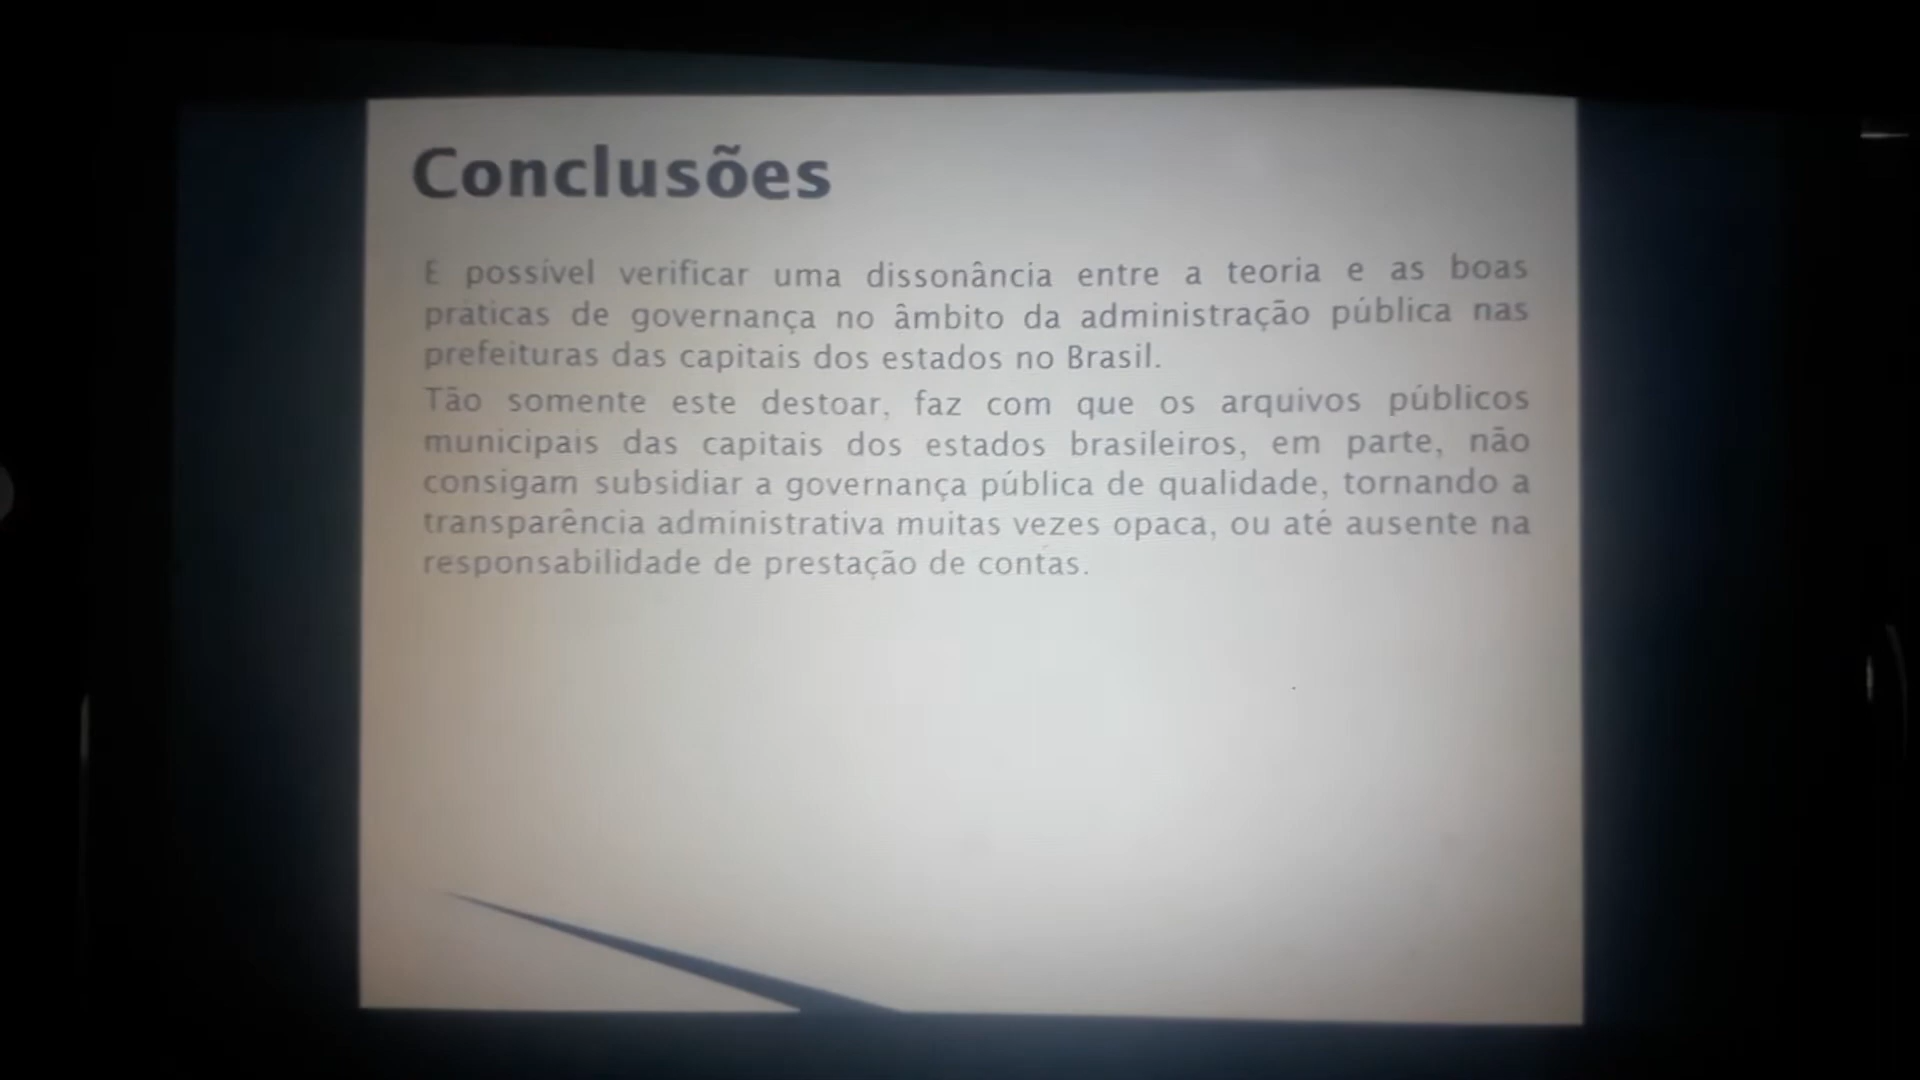 Conclusões
É possível verificar uma dissonância entre a teoria e as boas
práticas de governança no âmbito da administração pública nas
prefeituras das capitais dos estados no Brasil.
Tão somente este destoar, faz com que os arquivos públicos
municipais das capitais dos estados brasileiros, em parte, não
consigam subsidiar a governança pública de qualidade, tornando a
transparência administrativa muitas vezes opaca, ou até ausente na
responsabilidade de prestação de contas.